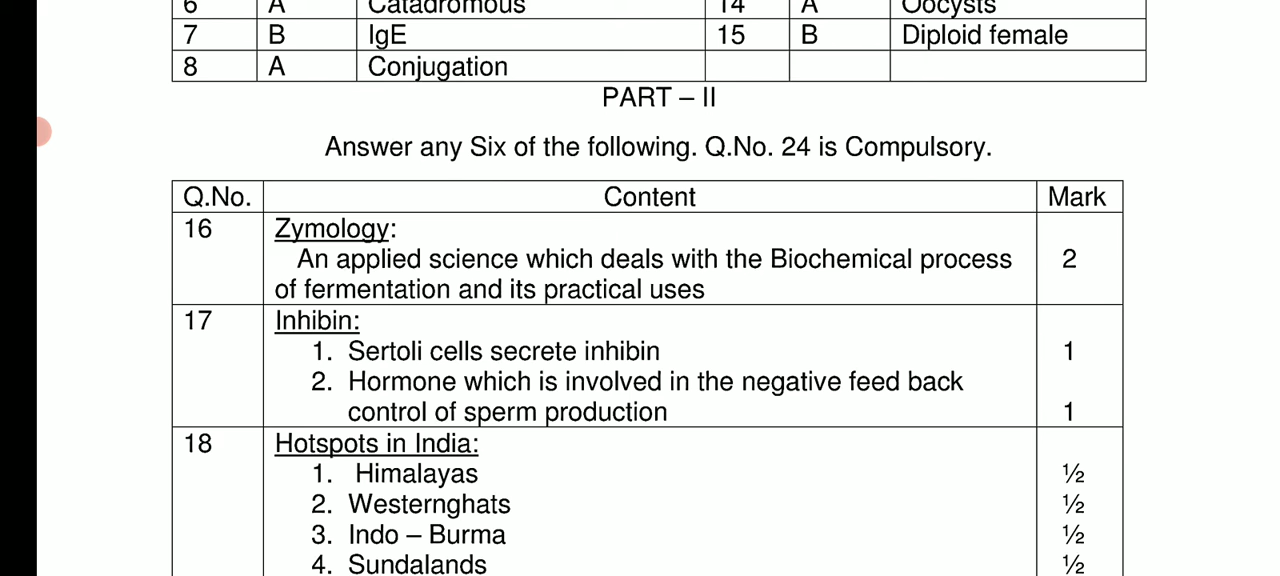 6 A Catadromous 14 A Oocysts
7 B IgE 15 B Diploid female
8 A Conjugation
PART – II
Answer any Six of the following. Q.No. 24 is Compulsory.
Q.No. Content Mark
16 Zymology:
An applied science which deals with the Biochemical process 2
of fermentation and its practical uses
17 Inhibin:
1. Sertoli cells secrete inhibin 1
2. Hormone which is involved in the negative feed back
control of sperm production 1
18 Hotspots in India:
1. Himalayas ½
2. Westernghats ½
3. Indo – Burma ½
4. Sundalands ½